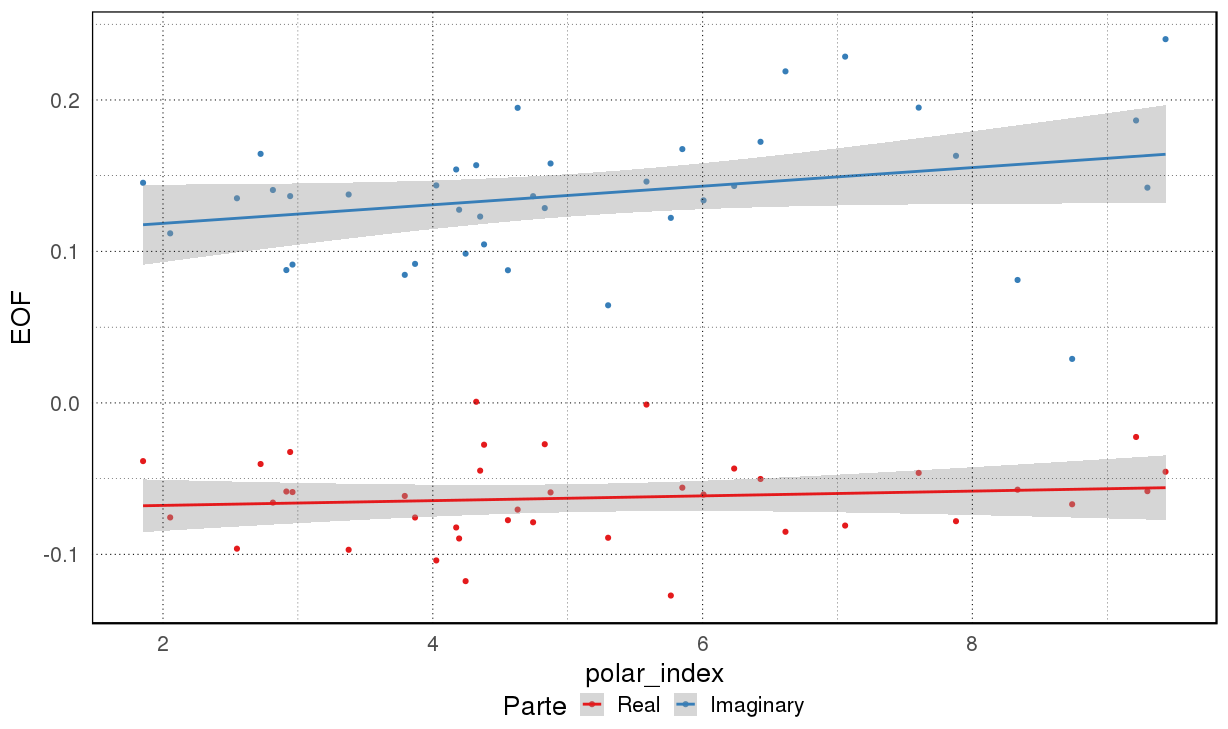 EOF
0.2
0.1
0.0
-0.1
2 4 6 8
polar_index
Parte Real Imaginary